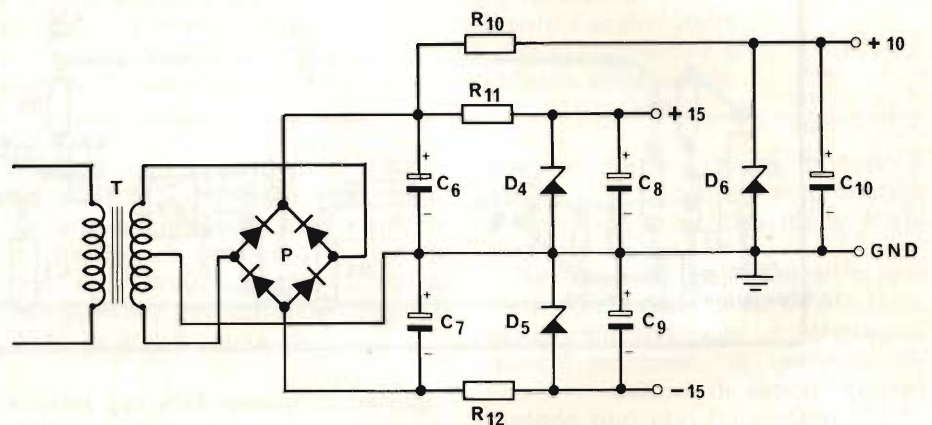 R10
+ 10
R11
+ 15
T
+
C6
−
D4
+
C8
−
D6
+
C10
−
P
GND
+
C7
−
D5
+
C9
−
− 15
R12